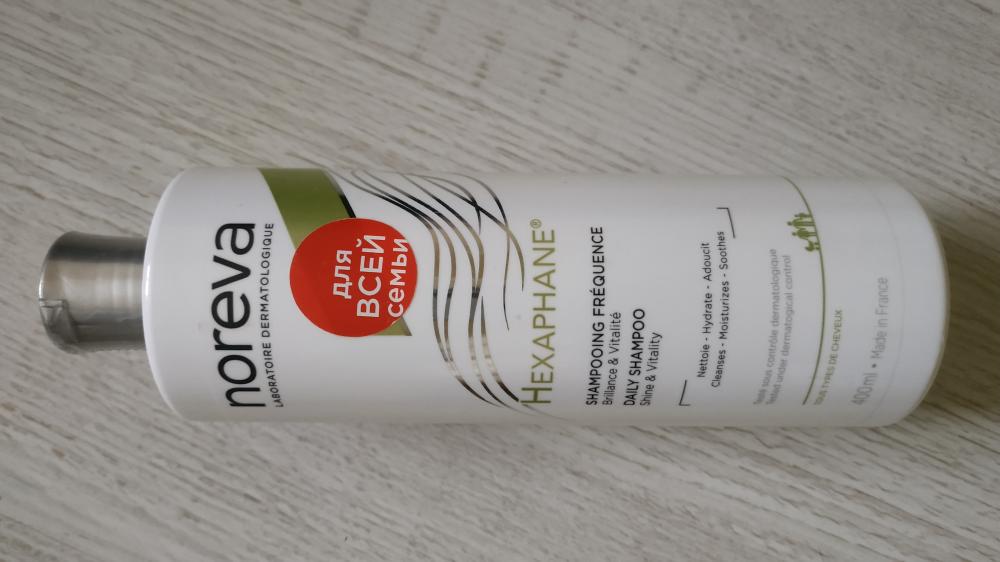 noreva
LABORATOIRE DERMATOLOGIQUE
для
ВСЕЙ
семьи
HEXAPHANE®
SHAMPOOING FRÉQUENCE
Brillance & Vitalité
DAILY SHAMPOO
Shine & Vitality
Nettoie - Hydrate - Adoucit
Cleanses - Moisturizes - Soothes
Testé sous contrôle dermatologique
Tested under dermatogical control
TOUS TYPES DE CHEVEUX
400ml • Made in France